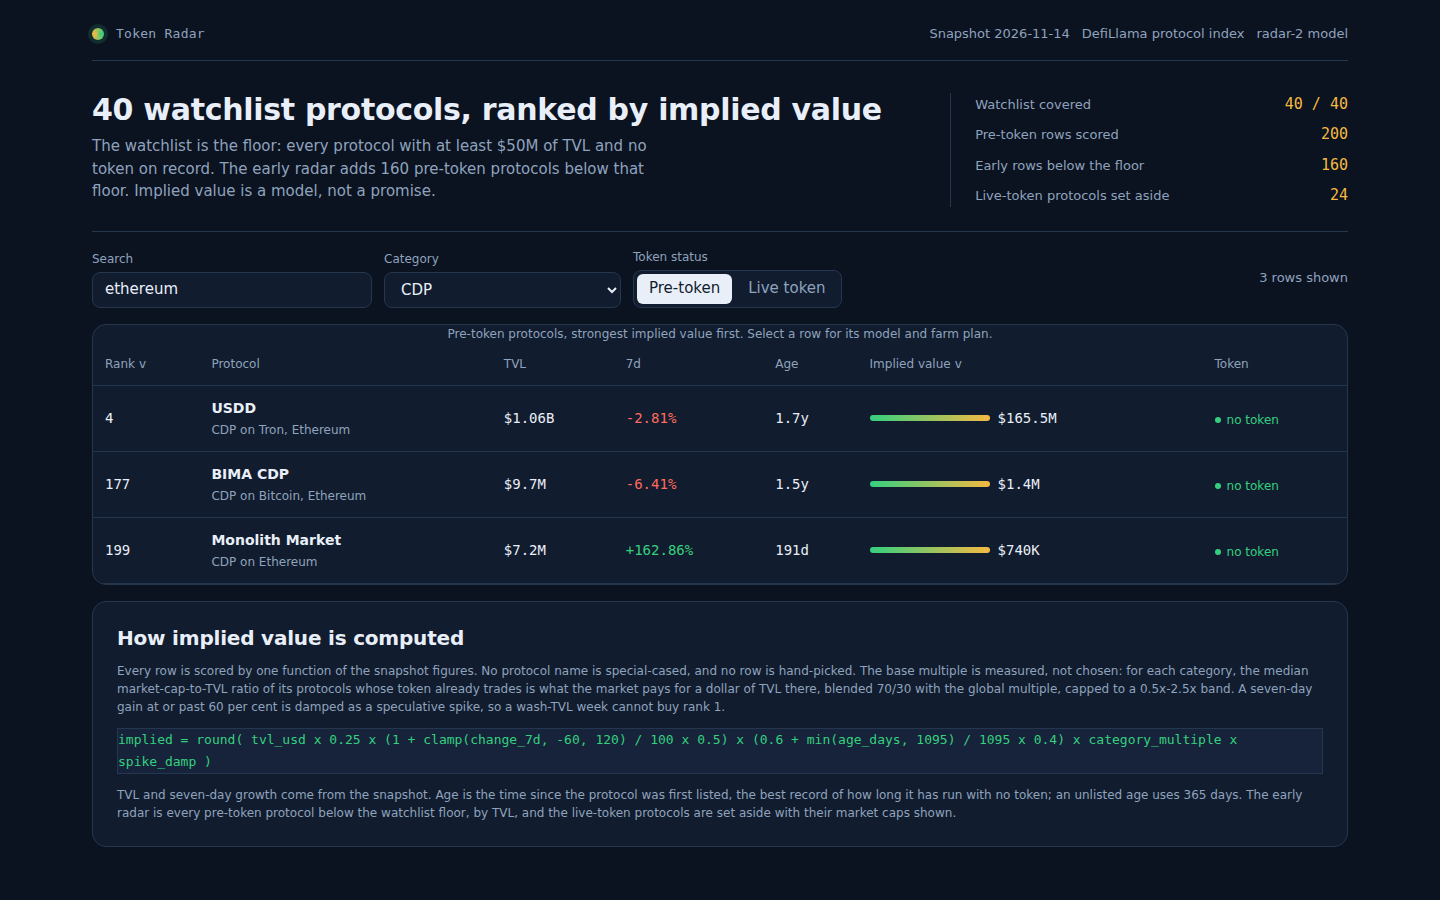 Token Radar
Snapshot 2026-11-14 DefiLlama protocol index radar-2 model
40 watchlist protocols, ranked by implied value
The watchlist is the floor: every protocol with at least $50M of TVL and no
token on record. The early radar adds 160 pre-token protocols below that
floor. Implied value is a model, not a promise.
Watchlist covered 40 / 40
Pre-token rows scored 200
Early rows below the floor 160
Live-token protocols set aside 24
Search
ethereum
Category
CDP
Token status
Pre-token Live token
3 rows shown
Pre-token protocols, strongest implied value first. Select a row for its model and farm plan.
Rank v Protocol TVL 7d Age Implied value v Token
4 USDD $1.06B -2.81% 1.7y $165.5M no token
CDP on Tron, Ethereum
177 BIMA CDP $9.7M -6.41% 1.5y $1.4M no token
CDP on Bitcoin, Ethereum
199 Monolith Market $7.2M +162.86% 191d $740K no token
CDP on Ethereum
How implied value is computed
Every row is scored by one function of the snapshot figures. No protocol name is special-cased, and no row is hand-picked. The base multiple is measured, not chosen: for each category, the median
market-cap-to-TVL ratio of its protocols whose token already trades is what the market pays for a dollar of TVL there, blended 70/30 with the global multiple, capped to a 0.5x-2.5x band. A seven-day
gain at or past 60 per cent is damped as a speculative spike, so a wash-TVL week cannot buy rank 1.
implied = round( tvl_usd x 0.25 x (1 + clamp(change_7d, -60, 120) / 100 x 0.5) x (0.6 + min(age_days, 1095) / 1095 x 0.4) x category_multiple x
spike_damp )
TVL and seven-day growth come from the snapshot. Age is the time since the protocol was first listed, the best record of how long it has run with no token; an unlisted age uses 365 days. The early
radar is every pre-token protocol below the watchlist floor, by TVL, and the live-token protocols are set aside with their market caps shown.